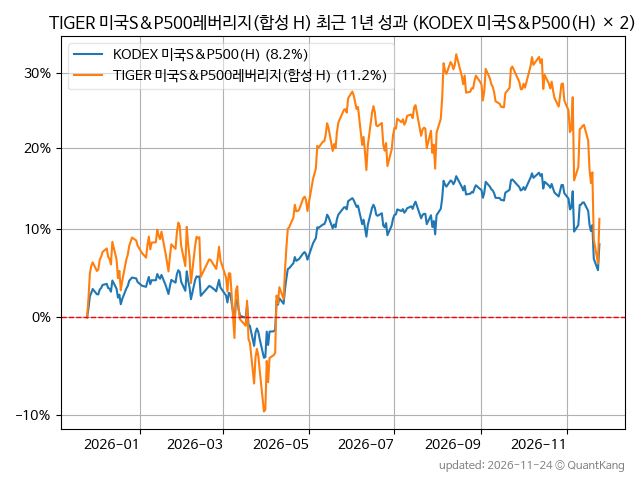 TIGER 미국S&P500레버리지(합성 H) 최근 1년 성과 (KODEX 미국S&P500(H) × 2)
KODEX 미국S&P500(H) (8.2%)
TIGER 미국S&P500레버리지(합성 H) (11.2%)
30%
20%
10%
0%
−10%
2026-01 2026-03 2026-05 2026-07 2026-09 2026-11
updated: 2026-11-24 © QuantKang